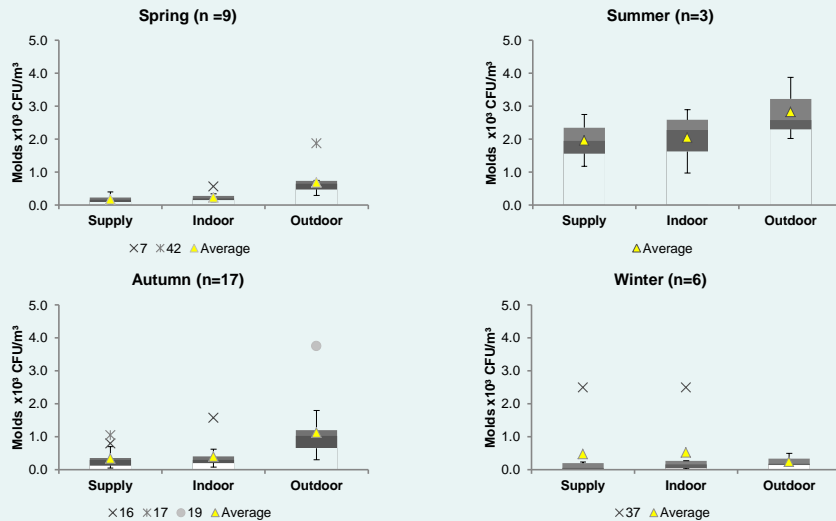 Spring (n =9)
Molds x10³ CFU/m³
5.0
4.0
3.0
2.0
1.0
0.0
Supply Indoor Outdoor
7 42 Average
Summer (n=3)
Molds x10³ CFU/m³
5.0
4.0
3.0
2.0
1.0
0.0
Supply Indoor Outdoor
Average
Autumn (n=17)
Molds x10³ CFU/m³
5.0
4.0
3.0
2.0
1.0
0.0
Supply Indoor Outdoor
16 17 19 Average
Winter (n=6)
Molds x10³ CFU/m³
5.0
4.0
3.0
2.0
1.0
0.0
Supply Indoor Outdoor
37 Average